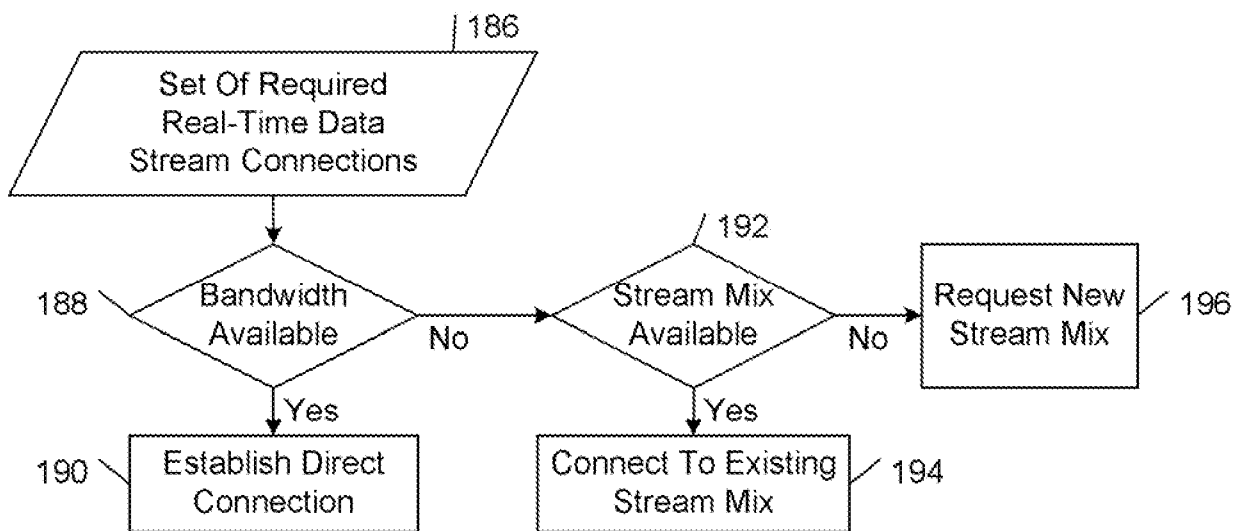 186
Set Of Required
Real-Time Data
Stream Connections
192
188
Bandwidth
Available
No
Stream Mix
Available
No
Request New
Stream Mix
196
Yes
Yes
190
Establish Direct
Connection
Connect To Existing
Stream Mix
194